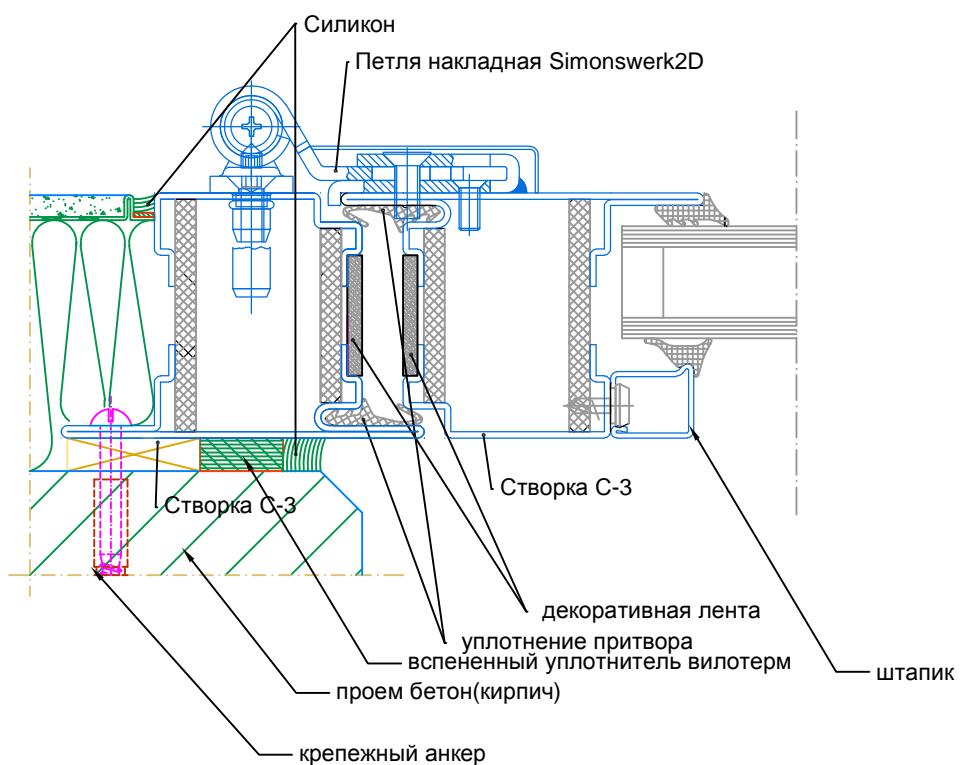 Силикон
Петля накладная Simonswerk2D
Створка С-3
Створка С-3
декоративная лента
уплотнение притвора
вспененный уплотнитель вилотерм
штапик
проем бетон(кирпич)
крепежный анкер